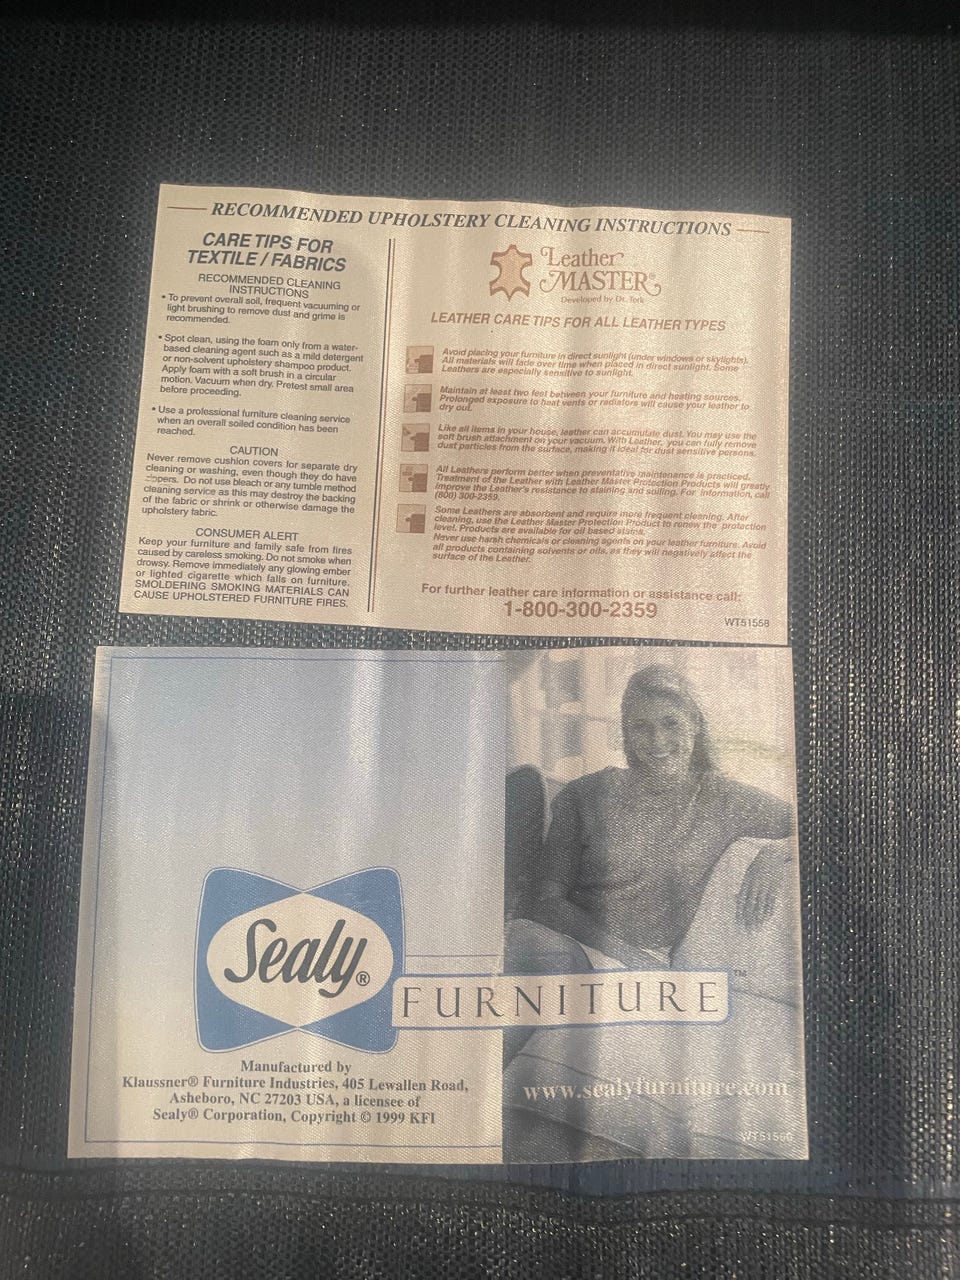 RECOMMENDED UPHOLSTERY CLEANING INSTRUCTIONS
CARE TIPS FOR
TEXTILE / FABRICS
RECOMMENDED CLEANING
INSTRUCTIONS
• To prevent overall soil, frequent vacuuming or
light brushing to remove dust and grime is
recommended.
• Spot clean, using the foam only from a water-
based cleaning agent such as a mild detergent
or non-solvent upholstery shampoo product.
Apply foam with a soft brush in a circular
motion. Vacuum when dry. Pretest small area
before proceeding.
• Use a professional furniture cleaning service
when an overall soiled condition has been
reached.
CAUTION
Never remove cushion covers for separate dry
cleaning or washing, even though they do have
zippers. Do not use bleach or any tumble method
cleaning service as this may destroy the backing
of the fabric or shrink or otherwise damage the
upholstery fabric.
CONSUMER ALERT
Keep your furniture and family safe from fires
caused by careless smoking. Do not smoke when
drowsy. Remove immediately any glowing ember
or lighted cigarette which falls on furniture.
SMOLDERING SMOKING MATERIALS CAN
CAUSE UPHOLSTERED FURNITURE FIRES.
Leather
MASTER®
Developed by Dr. Tork
LEATHER CARE TIPS FOR ALL LEATHER TYPES
Avoid placing your furniture in direct sunlight (under windows or skylights).
All materials will fade over time when placed in direct sunlight. Some
Leathers are especially sensitive to sunlight.
Maintain at least two feet between your furniture and heating sources.
Prolonged exposure to heat vents or radiators will cause your leather to
dry out.
Like all items in your house, leather can accumulate dust. You may use the
soft brush attachment on your vacuum. With Leather, you can fully remove
dust particles from the surface, making it ideal for dust sensitive persons.
All Leathers perform better when preventative maintenance is practiced.
Treatment of the Leather with Leather Master Protection Products will greatly
improve the Leather's resistance to staining and soiling. For information, call
(800) 300-2359.
Some Leathers are absorbent and require more frequent cleaning. After
cleaning, use the Leather Master Protection Product to renew the protection
level. Products are available for oil based stains.
Never use harsh chemicals or cleaning agents on your leather furniture. Avoid
all products containing solvents or oils, as they will negatively affect the
surface of the Leather.
For further leather care information or assistance call:
1-800-300-2359
WT51558
Sealy®
FURNITURE™
Manufactured by
Klaussner® Furniture Industries, 405 Lewallen Road,
Asheboro, NC 27203 USA, a licensee of
Sealy® Corporation, Copyright © 1999 KFI
www.sealyfurniture.com